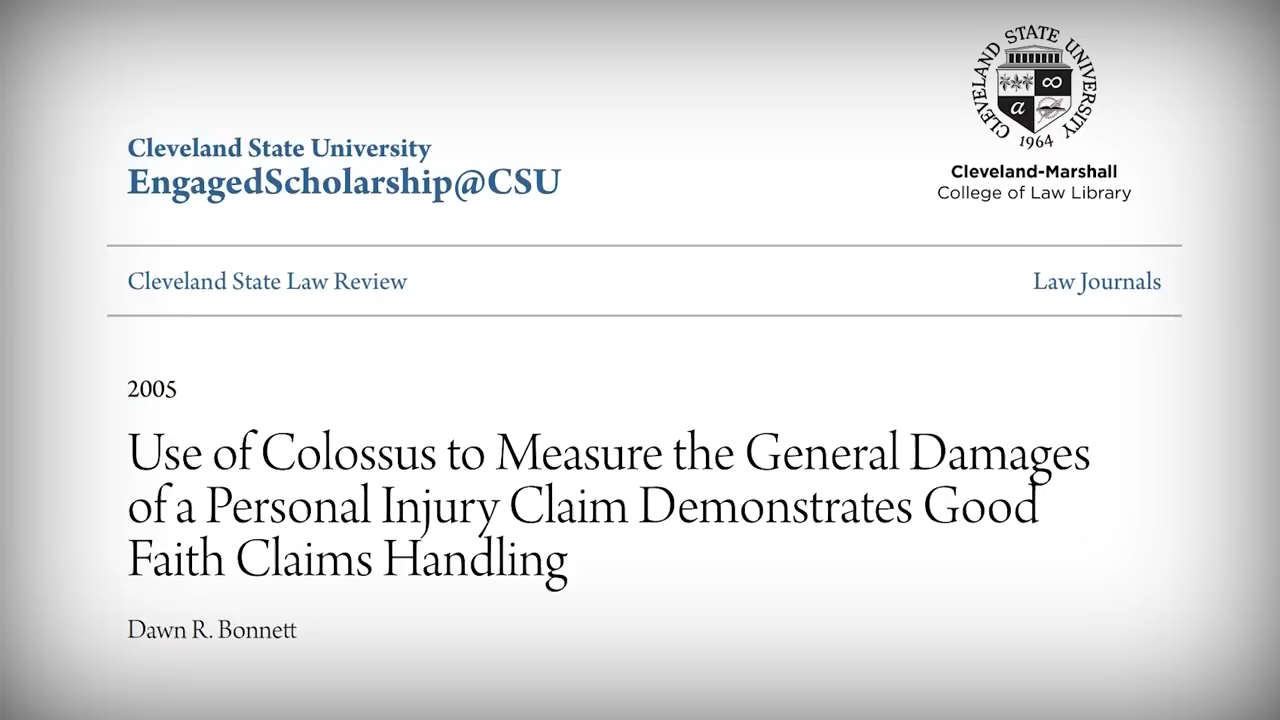 CLEVELAND STATE UNIVERSITY
a
1964
Cleveland State University
EngagedScholarship@CSU
Cleveland-Marshall
College of Law Library
Cleveland State Law Review
Law Journals
2005
Use of Colossus to Measure the General Damages
of a Personal Injury Claim Demonstrates Good
Faith Claims Handling
Dawn R. Bonnett